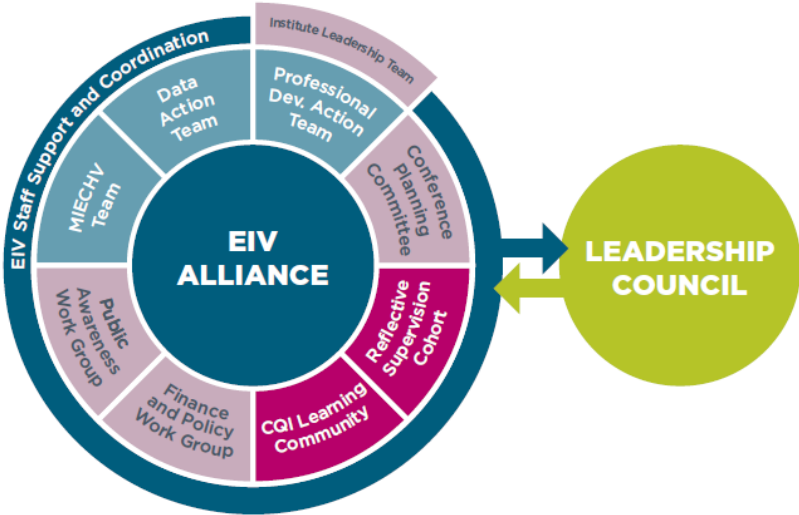 EIV Staff Support and Coordination
Institute Leadership Team
Data
Action
Team
Professional
Dev. Action
Team
MIECHV
Team
Conference
Planning
Committee
EIV
ALLIANCE
LEADERSHIP
COUNCIL
Public
Awareness
Work Group
Reflective
Supervision
Cohort
Finance
and Policy
Work Group
CQI Learning
Community